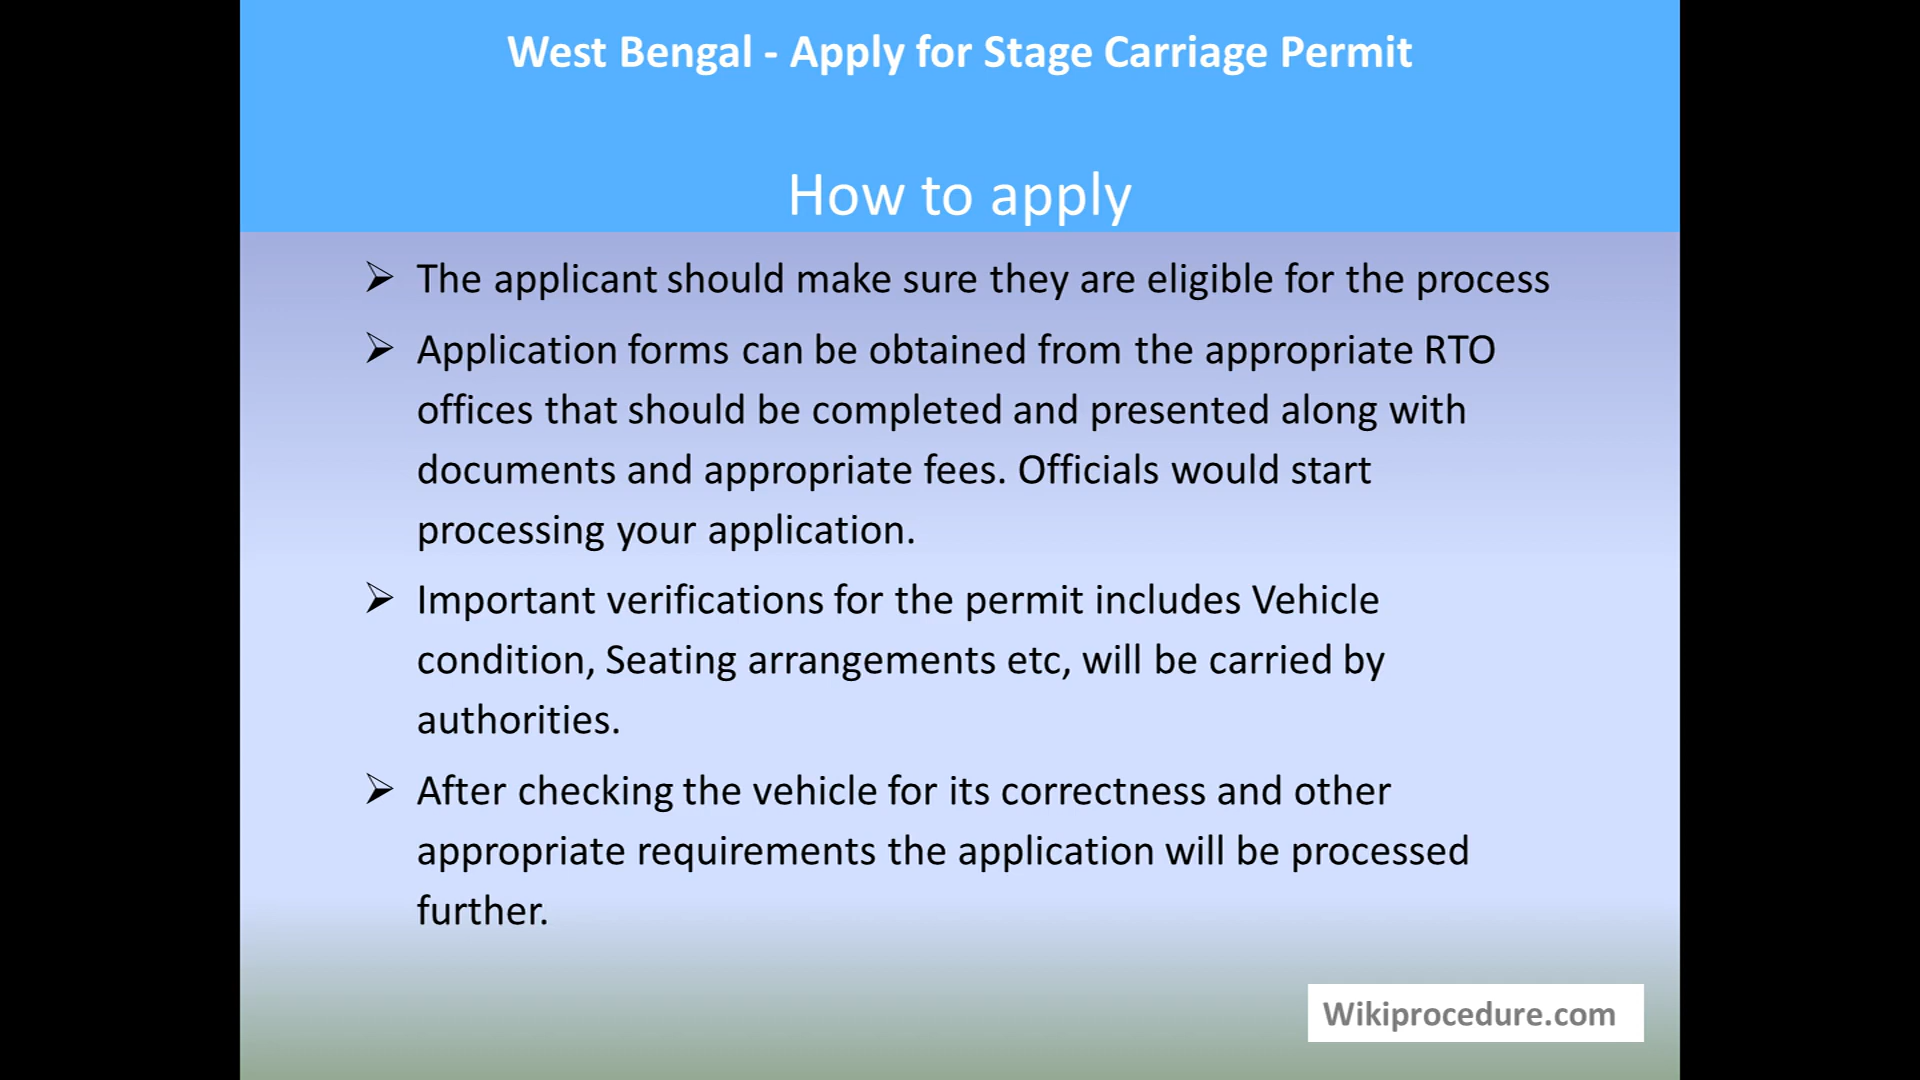 West Bengal - Apply for Stage Carriage Permit
How to apply
➢ The applicant should make sure they are eligible for the process
➢ Application forms can be obtained from the appropriate RTO
offices that should be completed and presented along with
documents and appropriate fees. Officials would start
processing your application.
➢ Important verifications for the permit includes Vehicle
condition, Seating arrangements etc, will be carried by
authorities.
➢ After checking the vehicle for its correctness and other
appropriate requirements the application will be processed
further.
Wikiprocedure.com